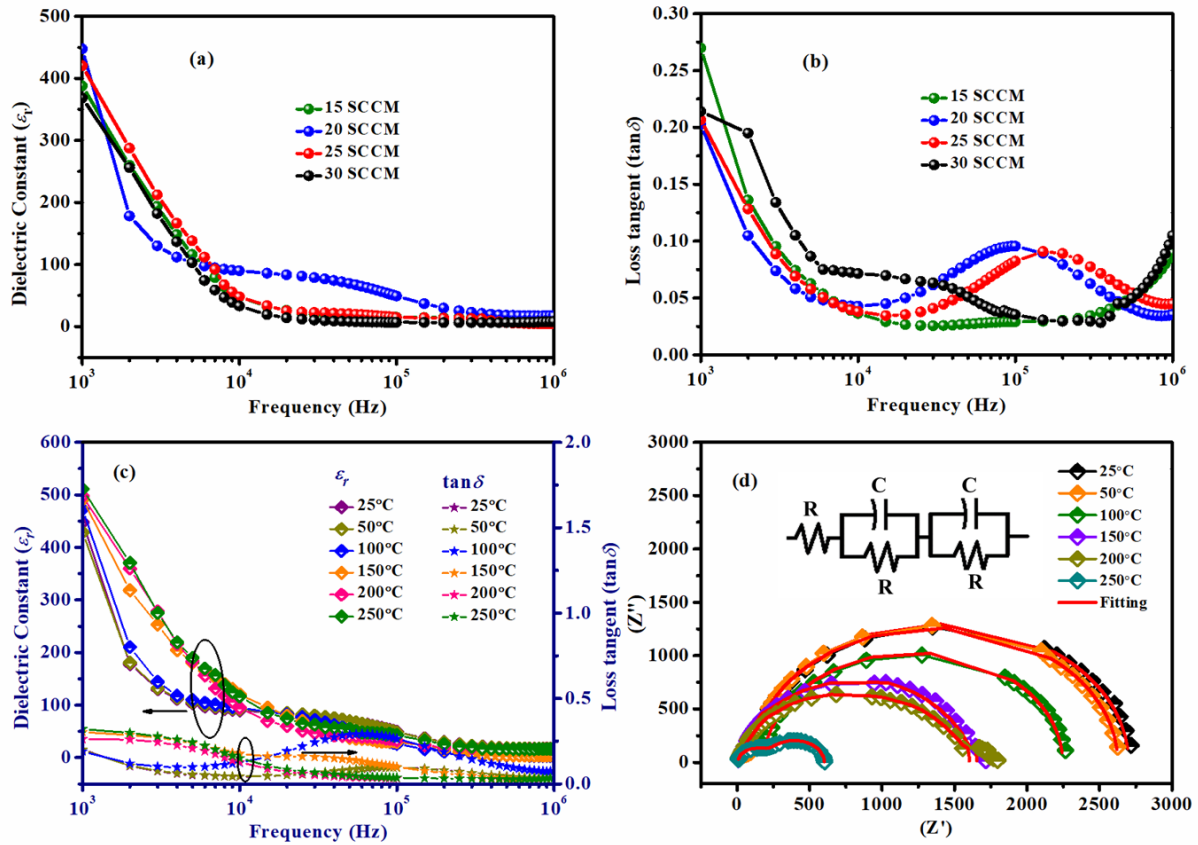 (a)
Dielectric Constant (εr)
500
400
300
200
100
0
15 SCCM
20 SCCM
25 SCCM
30 SCCM
10³ 10⁴ 10⁵ 10⁶
Frequency (Hz)
(b)
Loss tangent (tanδ)
0.30
0.25
0.20
0.15
0.10
0.05
0.00
15 SCCM
20 SCCM
25 SCCM
30 SCCM
10³ 10⁴ 10⁵ 10⁶
Frequency (Hz)
(c)
Dielectric Constant (εr)
600
500
400
300
200
100
0
εr tanδ
25°C 25°C
50°C 50°C
100°C 100°C
150°C 150°C
200°C 200°C
250°C 250°C
2.0
1.5
1.0
0.5
0.0
Loss tangent (tanδ)
10³ 10⁴ 10⁵ 10⁶
Frequency (Hz)
(d)
(Z'')
3000
2500
2000
1500
1000
500
0
C C
R
R R
25°C
50°C
100°C
150°C
200°C
250°C
Fitting
0 500 1000 1500 2000 2500 3000
(Z')